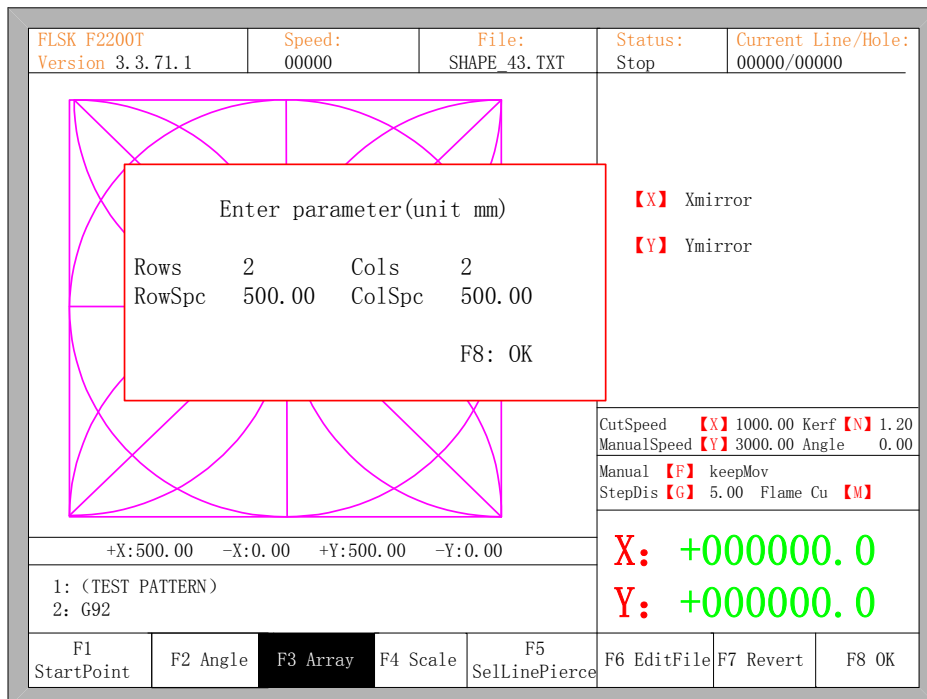 FLSK F2200T
Version 3.3.71.1
Speed:
00000
File:
SHAPE_43.TXT
Status:
Stop
Current Line/Hole:
00000/00000
Enter parameter(unit mm)
Rows 2 Cols 2
RowSpc 500.00 ColSpc 500.00
F8: OK
【X】 Xmirror
【Y】 Ymirror
CutSpeed 【X】 1000.00 Kerf【N】 1.20
ManualSpeed【Y】 3000.00 Angle 0.00
Manual 【F】 keepMov
StepDis【G】 5.00 Flame Cu 【M】
+X:500.00 -X:0.00 +Y:500.00 -Y:0.00
1: (TEST PATTERN)
2: G92
X: +000000.0
Y: +000000.0
F1
StartPoint
F2 Angle
F3 Array
F4 Scale
F5
SelLinePierce
F6 EditFile
F7 Revert
F8 OK